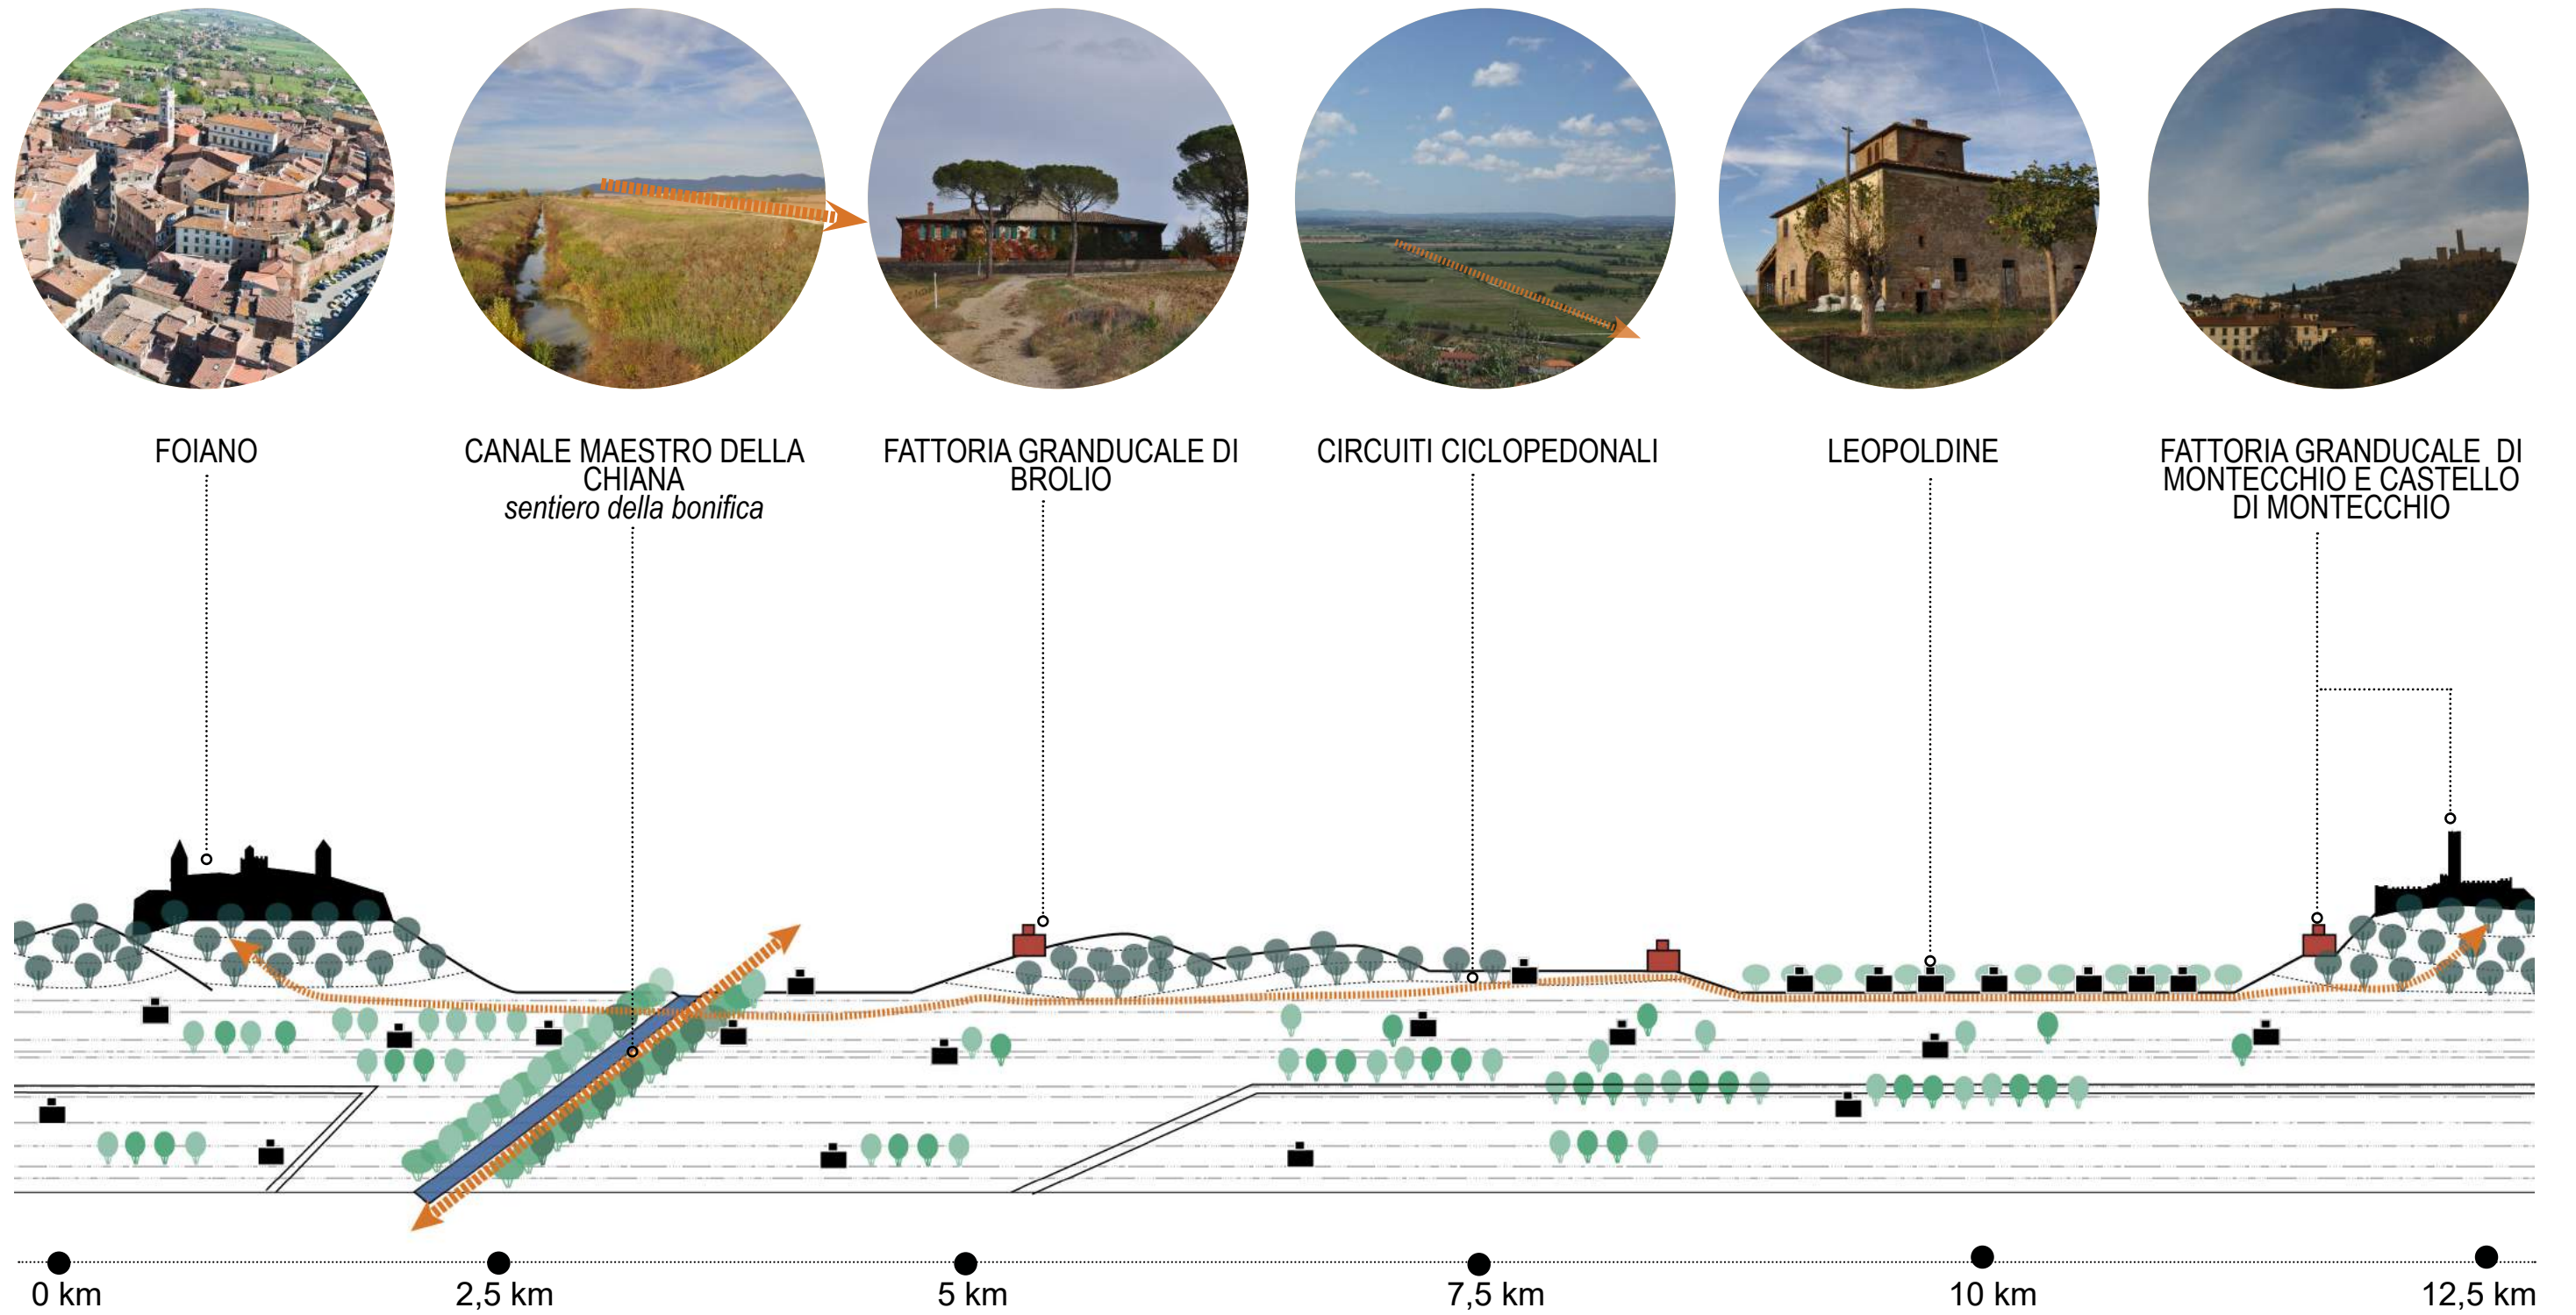 FOIANO
CANALE MAESTRO DELLA
CHIANA
sentiero della bonifica
FATTORIA GRANDUCALE DI
BROLIO
CIRCUITI CICLOPEDONALI
LEOPOLDINE
FATTORIA GRANDUCALE DI
MONTECCHIO E CASTELLO
DI MONTECCHIO
0 km
2,5 km
5 km
7,5 km
10 km
12,5 km